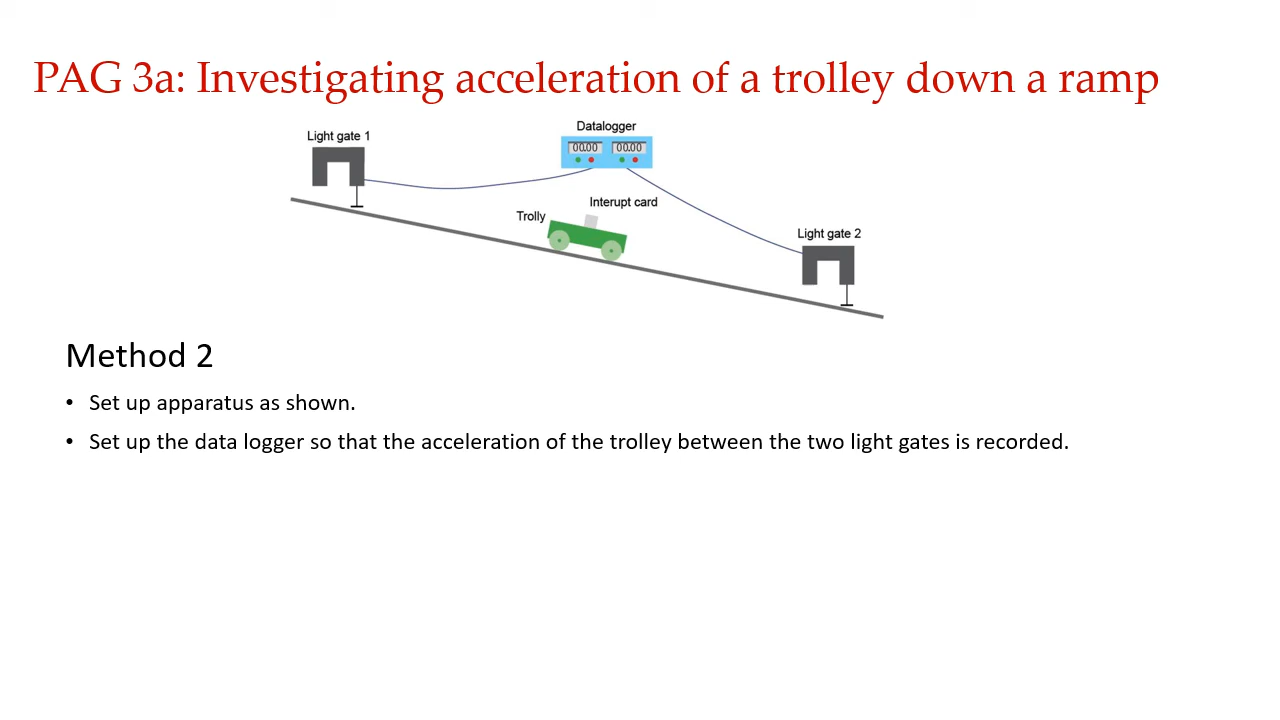 PAG 3a: Investigating acceleration of a trolley down a ramp
Datalogger
Light gate 1
00.00 00.00
Interupt card
Trolly
Light gate 2
Method 2
• Set up apparatus as shown.
• Set up the data logger so that the acceleration of the trolley between the two light gates is recorded.